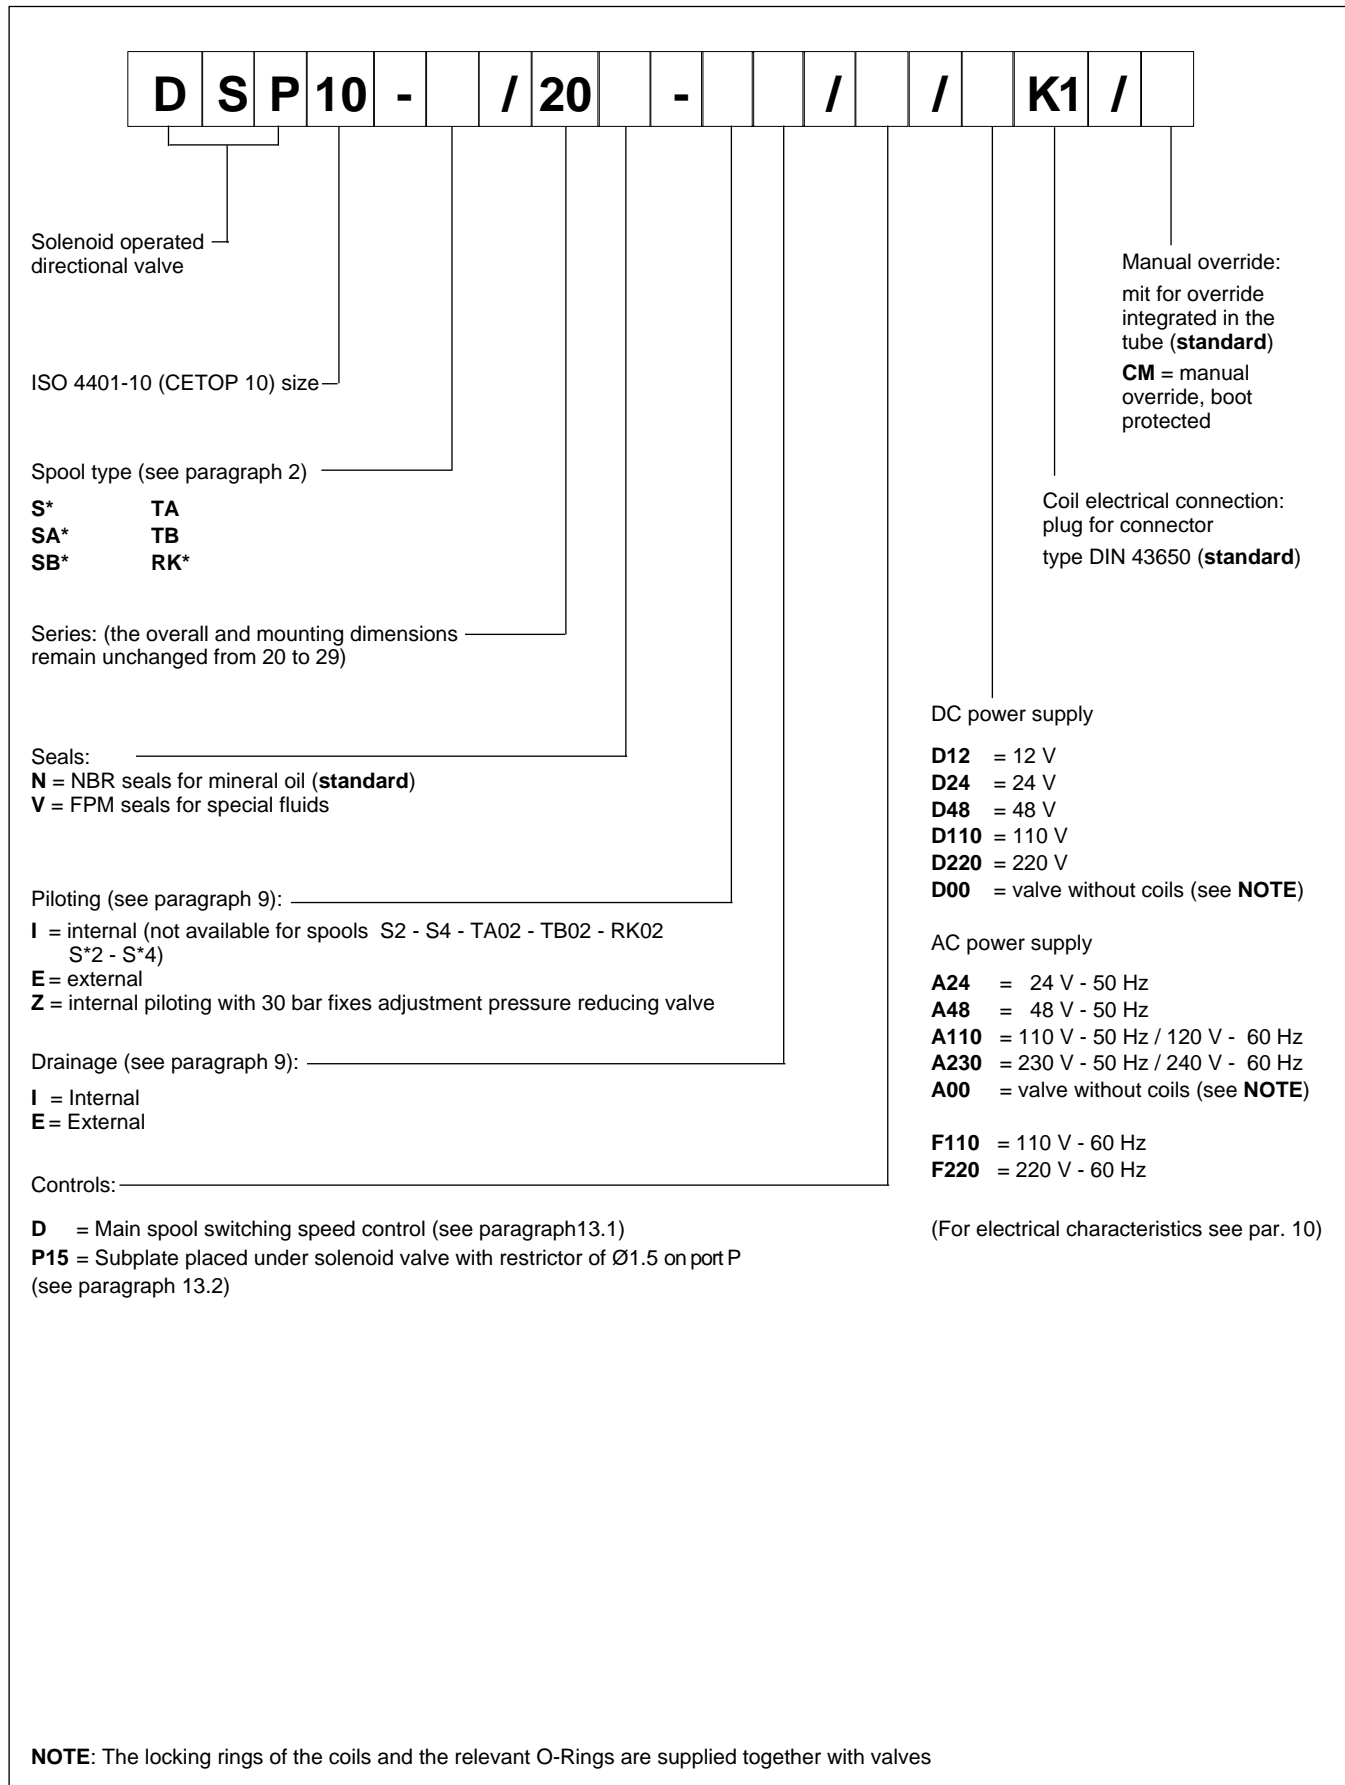 D S P 10 - / 20 - / / K1 /
Solenoid operated
directional valve
ISO 4401-10 (CETOP 10) size
Spool type (see paragraph 2)
S* TA
SA* TB
SB* RK*
Series: (the overall and mounting dimensions
remain unchanged from 20 to 29)
Seals:
N = NBR seals for mineral oil (standard)
V = FPM seals for special fluids
Piloting (see paragraph 9):
I = internal (not available for spools S2 - S4 - TA02 - TB02 - RK02
S*2 - S*4)
E = external
Z = internal piloting with 30 bar fixes adjustment pressure reducing valve
Drainage (see paragraph 9):
I = Internal
E = External
Controls:
D = Main spool switching speed control (see paragraph13.1)
P15 = Subplate placed under solenoid valve with restrictor of Ø1.5 on port P
(see paragraph 13.2)
Manual override:
mit for override
integrated in the
tube (standard)
CM = manual
override, boot
protected
Coil electrical connection:
plug for connector
type DIN 43650 (standard)
DC power supply
D12 = 12 V
D24 = 24 V
D48 = 48 V
D110 = 110 V
D220 = 220 V
D00 = valve without coils (see NOTE)
AC power supply
A24 = 24 V - 50 Hz
A48 = 48 V - 50 Hz
A110 = 110 V - 50 Hz / 120 V - 60 Hz
A230 = 230 V - 50 Hz / 240 V - 60 Hz
A00 = valve without coils (see NOTE)
F110 = 110 V - 60 Hz
F220 = 220 V - 60 Hz
(For electrical characteristics see par. 10)
NOTE: The locking rings of the coils and the relevant O-Rings are supplied together with valves